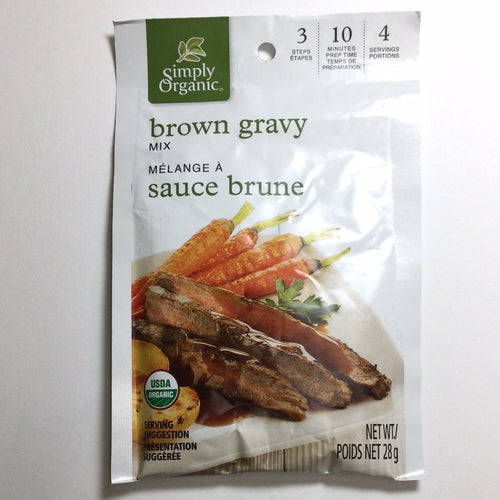 Simply
Organic®
3
STEPS
ÉTAPES
10
MINUTES
PREP TIME
TEMPS DE
PRÉPARATION
4
SERVINGS
PORTIONS
brown gravy
MIX
MÉLANGE À
sauce brune
USDA
ORGANIC
SERVING
SUGGESTION
PRÉSENTATION
SUGGÉRÉE
NET WT/
POIDS NET 28 g